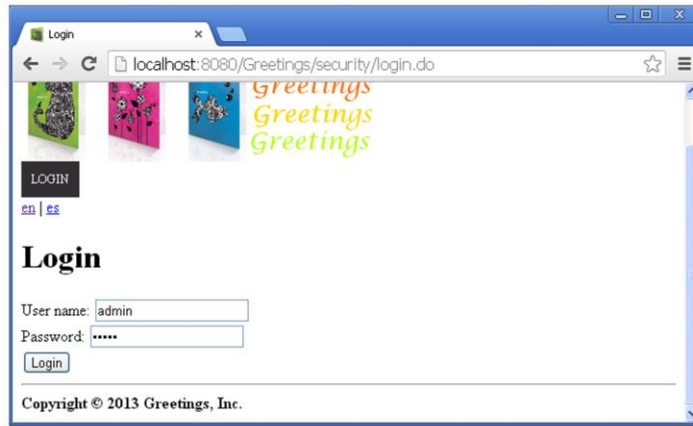 Login
localhost:8080/Greetings/security/login.do
Greetings
Greetings
Greetings
LOGIN
en | es
Login
User name: admin
Password: •••••
Login
Copyright © 2013 Greetings, Inc.